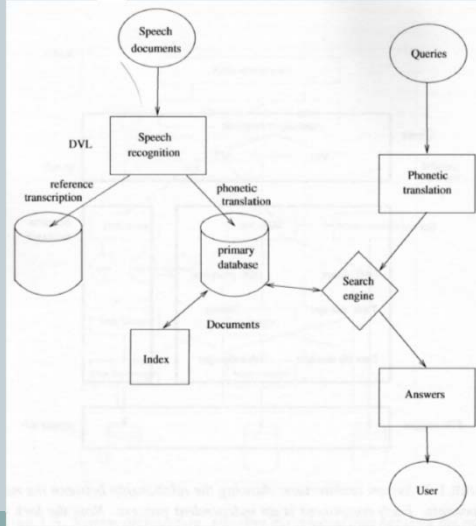 Speech
documents
Queries
DVL
Speech
recognition
reference
transcription
phonetic
translation
Phonetic
translation
primary
database
Search
engine
Documents
Index
Answers
User